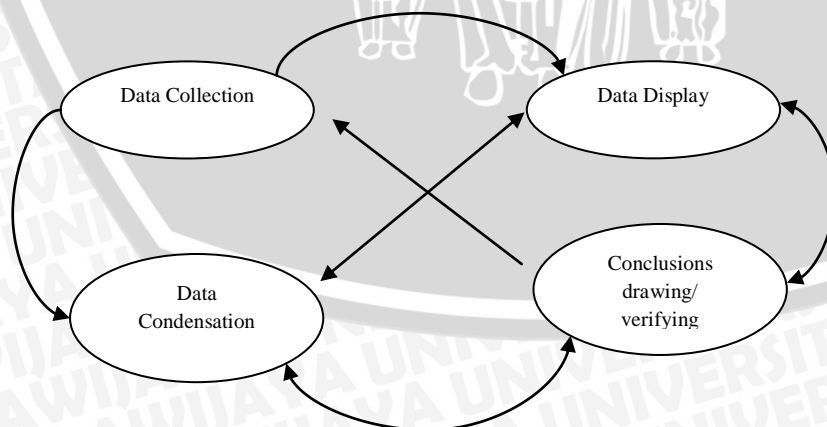 Data Collection
Data Display
Data
Condensation
Conclusions
drawing/
verifying